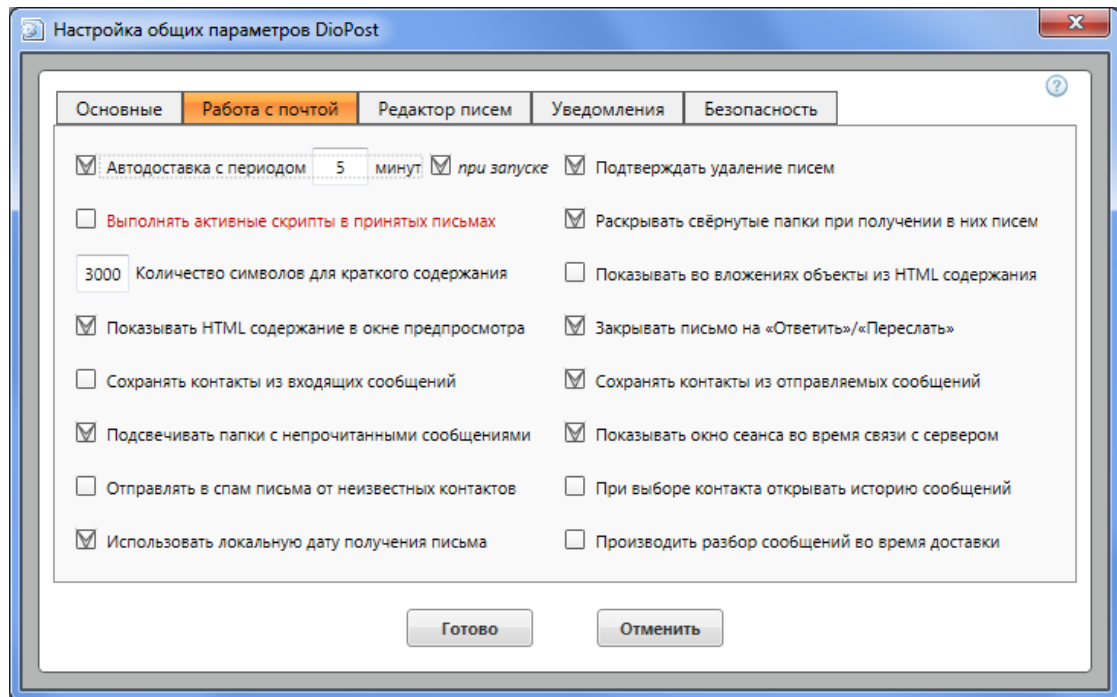 Настройка общих параметров DioPost
Основные Работа с почтой Редактор писем Уведомления Безопасность
Автодоставка с периодом 5 минут при запуске Подтверждать удаление писем
Выполнять активные скрипты в принятых письмах Раскрывать свёрнутые папки при получении в них писем
3000 Количество символов для краткого содержания Показывать во вложениях объекты из HTML содержания
Показывать HTML содержание в окне предпросмотра Закрывать письмо на «Ответить»/«Переслать»
Сохранять контакты из входящих сообщений Сохранять контакты из отправляемых сообщений
Подсвечивать папки с непрочитанными сообщениями Показывать окно сеанса во время связи с сервером
Отправлять в спам письма от неизвестных контактов При выборе контакта открывать историю сообщений
Использовать локальную дату получения письма Производить разбор сообщений во время доставки
Готово Отменить